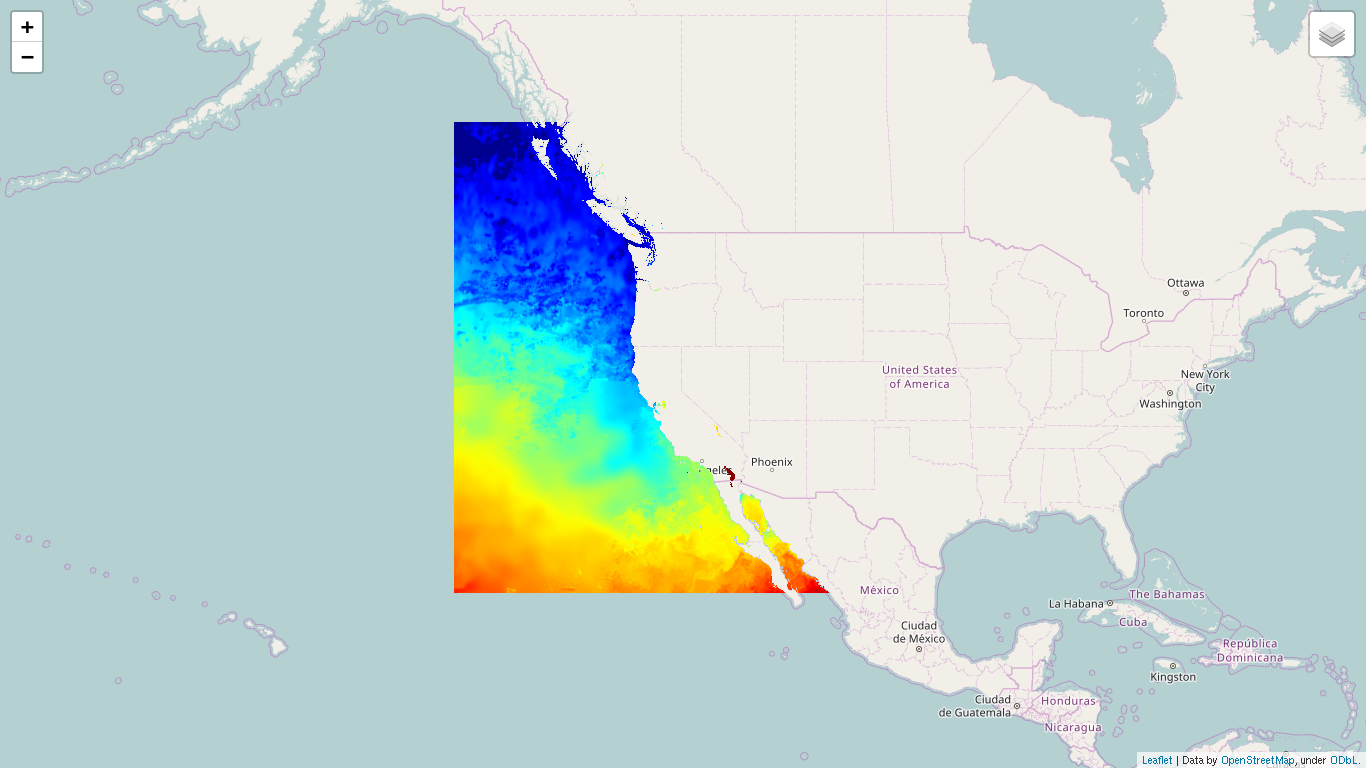 +
−
Ottawa
Toronto
United States
of America
New York
City
Washington
Phoenix
México
La Habana
The Bahamas
Cuba
Ciudad
de México
República
Dominicana
Kingston
Ciudad
de Guatemala
Honduras
Nicaragua
Leaflet | Data by OpenStreetMap, under ODbL.